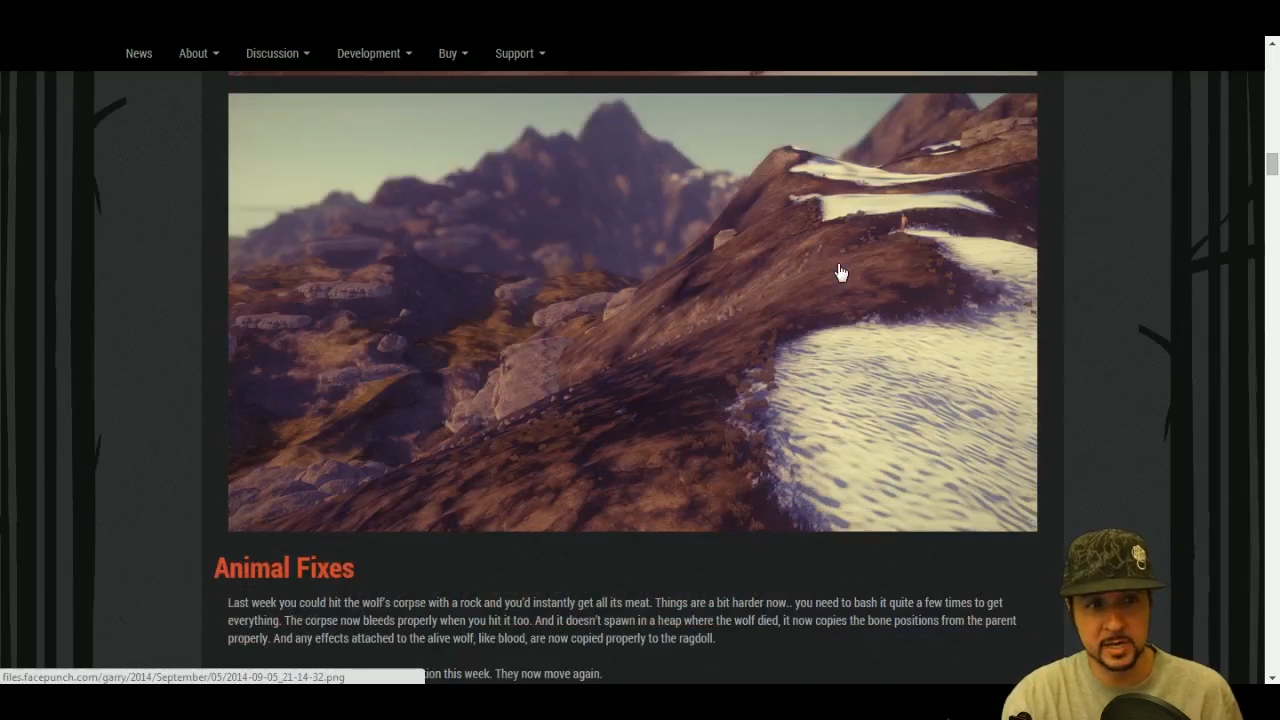 News About Discussion Development Buy Support
Animal Fixes
Last week you could hit the wolf's corpse with a rock and you'd instantly get all its meat. Things are a bit harder now.. you need to bash it quite a few times to get
everything. The corpse now bleeds properly when you hit it too. And it doesn't spawn in a heap where the wolf died, it now copies the bone positions from the parent
properly. And any effects attached to the alive wolf, like blood, are now copied properly to the ragdoll.
ion this week. They now move again.
files.facepunch.com/garry/2014/September/05/2014-09-05_21-14-32.png